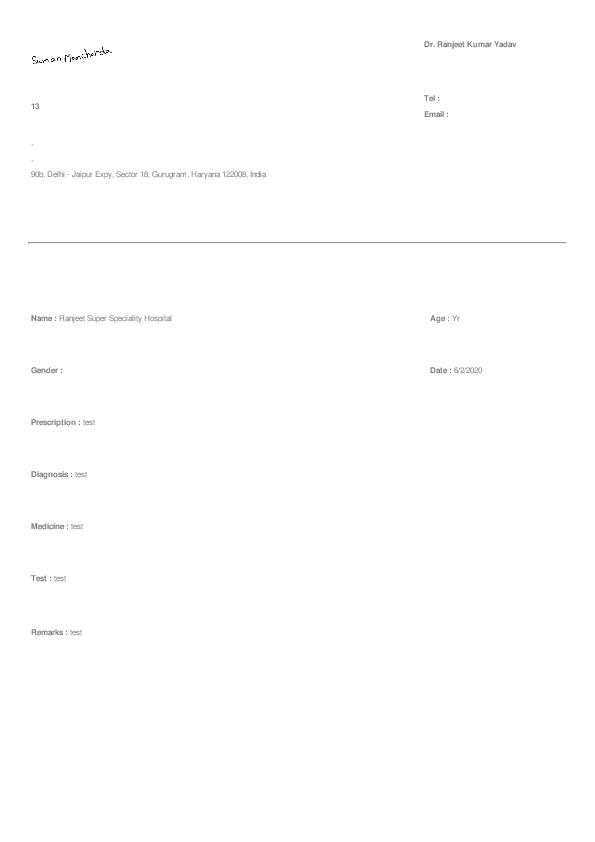 Suman Manchanda
Dr. Ranjeet Kumar Yadav
13
Tel :
Email :
.
.
90b, Delhi - Jaipur Expy, Sector 18, Gurugram, Haryana 122008, India
Name : Ranjeet Super Speciality Hospital
Age : Yr
Gender :
Date : 6/2/2020
Prescription : test
Diagnosis : test
Medicine : test
Test : test
Remarks : test